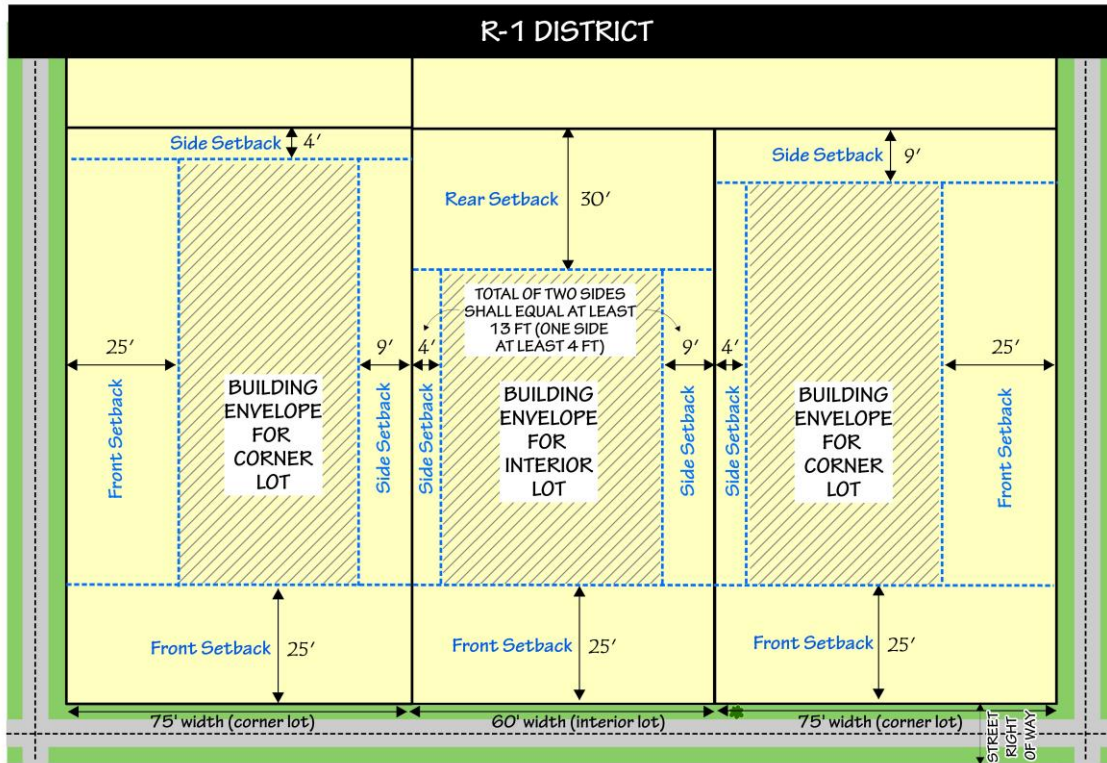 R-1 DISTRICT
Side Setback 4'
Side Setback 9'
Rear Setback 30'
TOTAL OF TWO SIDES
SHALL EQUAL AT LEAST
13 FT (ONE SIDE
AT LEAST 4 FT)
25'
9'
4'
9'
4'
25'
Front Setback
BUILDING
ENVELOPE
FOR
CORNER
LOT
Side Setback
Side Setback
BUILDING
ENVELOPE
FOR
INTERIOR
LOT
Side Setback
Side Setback
BUILDING
ENVELOPE
FOR
CORNER
LOT
Front Setback
Front Setback 25'
Front Setback 25'
Front Setback 25'
75' width (corner lot)
60' width (interior lot)
75' width (corner lot)
STREET
RIGHT
OF WAY